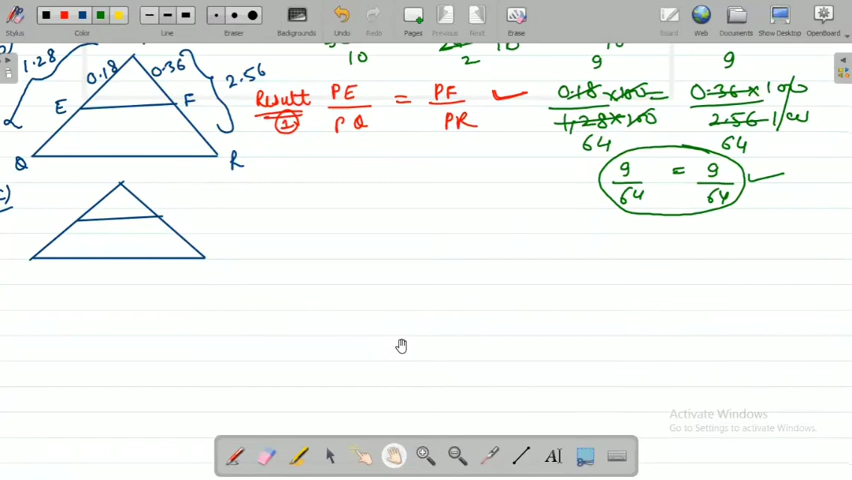 Stylus Color Line Eraser Backgrounds Undo Redo Pages Previous Next Erase Board Web Documents Show Desktop OpenBoard
10 2 10 9 9
1.28 0.18 0.36 2.56
E F
Q R
Result PE = PF ✓ 0.18 × 100 = 0.36 × 100
① PQ PR 1.28 × 100 2.56 × 100
64 64
9 = 9 ✓
64 64
Activate Windows
Go to Settings to activate Windows.